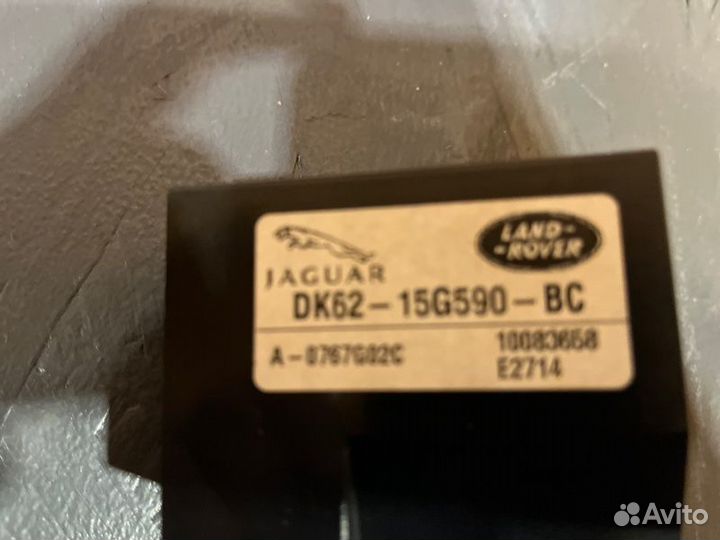 JAGUAR
LAND-
-ROVER
DK62-15G590-BC
A-0767G02C
10083658
E2714
Avito